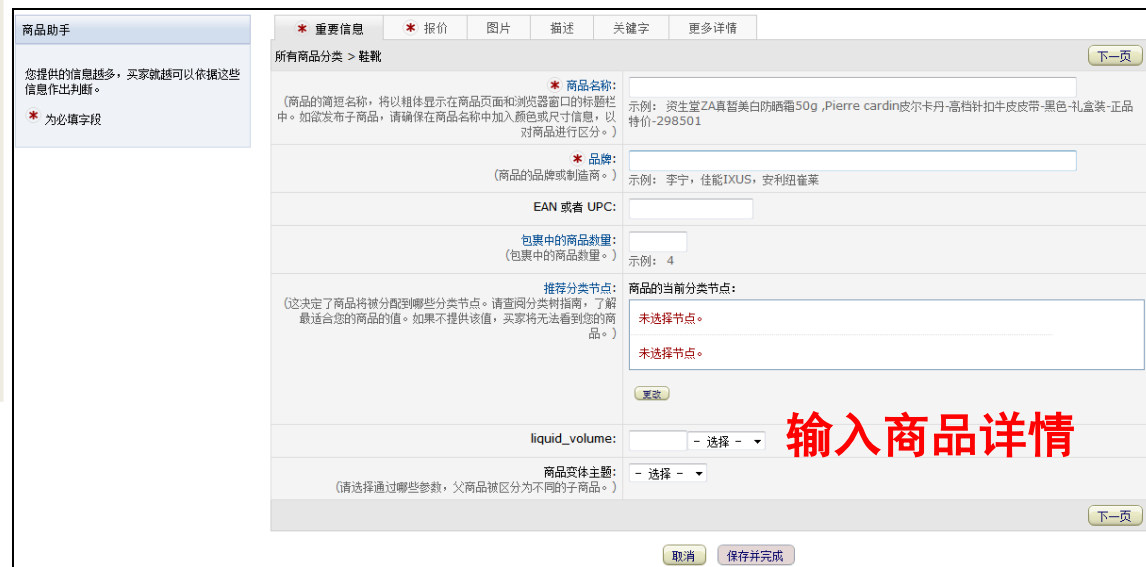 商品助手
您提供的信息越多，买家就越可以依据这些
信息作出判断。
* 为必填字段
* 重要信息
* 报价
图片
描述
关键字
更多详情
所有商品分类 > 鞋靴
下一页
* 商品名称:
(商品的简短名称，将以粗体显示在商品页面和浏览器窗口的标题栏
中。如欲发布子商品，请确保在商品名称中加入颜色或尺寸信息，以
对商品进行区分。)
示例: 资生堂ZA真皙美白防晒霜50g ,Pierre cardin皮尔卡丹-高档针扣牛皮皮带-黑色-礼盒装-正品
特价-298501
* 品牌:
(商品的品牌或制造商。)
示例: 李宁，佳能IXUS，安利纽崔莱
EAN 或者 UPC:
包裹中的商品数量:
(包裹中的商品数量。)
示例: 4
推荐分类节点:
(这决定了商品将被分配到哪些分类节点。请查阅分类树指南，了解
最适合您的商品的值。如果不提供该值，买家将无法看到您的商
品。)
商品的当前分类节点:
未选择节点。
未选择节点。
更改
liquid_volume:
- 选择 -
输入商品详情
商品变体主题:
(请选择通过哪些参数，父商品被区分为不同的子商品。)
- 选择 -
下一页
取消
保存并完成